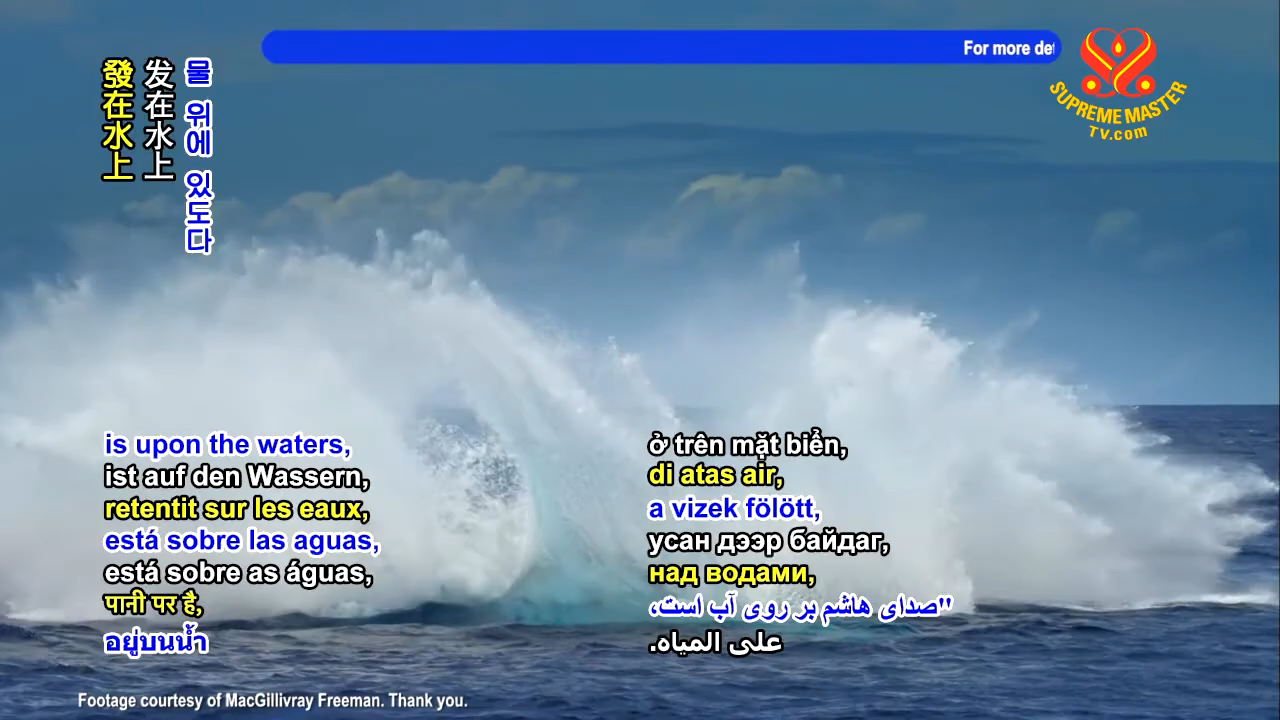 For more det
SUPREME MASTER
TV.com
發在水上
发在水上
물 위에 있도다
is upon the waters,
ist auf den Wassern,
retentit sur les eaux,
está sobre las aguas,
está sobre as águas,
पानी पर है,
อยู่บนน้ำ
ở trên mặt biển,
di atas air,
a vizek fölött,
усан дээр байдаг,
над водами,
"صدای هاشم بر روی آب است،
على المياه.
Footage courtesy of MacGillivray Freeman. Thank you.